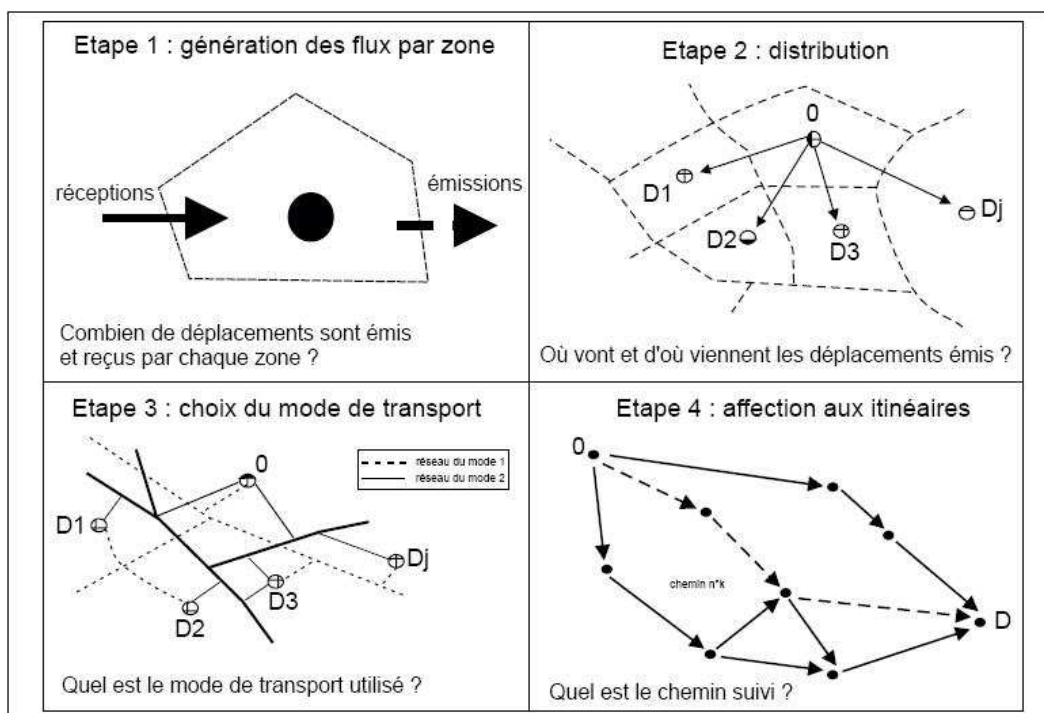 Etape 1 : génération des flux par zone
réceptions
émissions
Combien de déplacements sont émis
et reçus par chaque zone ?
Etape 2 : distribution
0
D1
D2
D3
Dj
Où vont et d'où viennent les déplacements émis ?
Etape 3 : choix du mode de transport
réseau du mode 1
réseau du mode 2
0
D1
D2
D3
Dj
Quel est le mode de transport utilisé ?
Etape 4 : affection aux itinéaires
0
chemin n°k
D
Quel est le chemin suivi ?